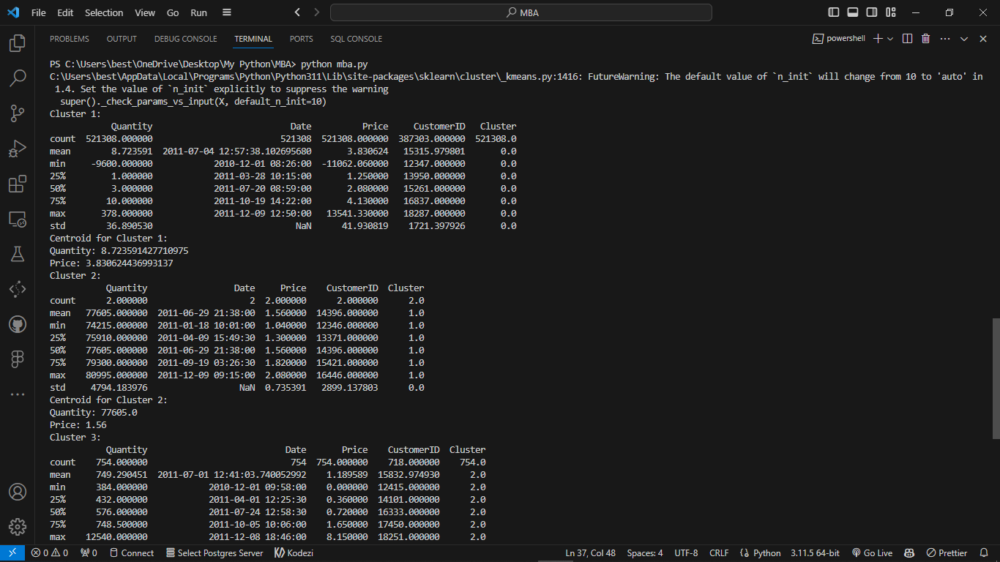 File Edit Selection View Go Run MBA
PROBLEMS OUTPUT DEBUG CONSOLE TERMINAL PORTS SQL CONSOLE powershell
PS C:\Users\best\OneDrive\Desktop\My Python\MBA> python mba.py
C:\Users\best\AppData\Local\Programs\Python\Python311\Lib\site-packages\sklearn\cluster\_kmeans.py:1416: FutureWarning: The default value of `n_init` will change from 10 to 'auto' in
1.4. Set the value of `n_init` explicitly to suppress the warning
super()._check_params_vs_input(X, default_n_init=10)
Cluster 1:
Quantity Date Price CustomerID Cluster
count 521308.000000 521308 521308.000000 387303.000000 521308.0
mean 8.723591 2011-07-04 12:57:38.102695680 3.830624 15315.979801 0.0
min -9600.000000 2010-12-01 08:26:00 -11062.060000 12347.000000 0.0
25% 1.000000 2011-03-28 10:15:00 1.250000 13950.000000 0.0
50% 3.000000 2011-07-20 08:59:00 2.080000 15261.000000 0.0
75% 10.000000 2011-10-19 14:22:00 4.130000 16837.000000 0.0
max 378.000000 2011-12-09 12:50:00 13541.330000 18287.000000 0.0
std 36.890530 NaN 41.930819 1721.397926 0.0
Centroid for Cluster 1:
Quantity: 8.723591427710975
Price: 3.830624436993137
Cluster 2:
Quantity Date Price CustomerID Cluster
count 2.000000 2 2.000000 2.000000 2.0
mean 77605.000000 2011-06-29 21:38:00 1.560000 14396.000000 1.0
min 74215.000000 2011-01-18 10:01:00 1.040000 12346.000000 1.0
25% 75910.000000 2011-04-09 15:49:30 1.300000 13371.000000 1.0
50% 77605.000000 2011-06-29 21:38:00 1.560000 14396.000000 1.0
75% 79300.000000 2011-09-19 03:26:30 1.820000 15421.000000 1.0
max 80995.000000 2011-12-09 09:15:00 2.080000 16446.000000 1.0
std 4794.183976 NaN 0.735391 2899.137803 0.0
Centroid for Cluster 2:
Quantity: 77605.0
Price: 1.56
Cluster 3:
Quantity Date Price CustomerID Cluster
count 754.000000 754 754.000000 718.000000 754.0
mean 749.290451 2011-07-01 12:41:03.740052992 1.189589 15832.974930 2.0
min 384.000000 2010-12-01 09:58:00 0.000000 12415.000000 2.0
25% 432.000000 2011-04-01 12:25:30 0.360000 14101.000000 2.0
50% 576.000000 2011-07-24 12:58:30 0.720000 16333.000000 2.0
75% 748.500000 2011-10-05 10:06:00 1.650000 17450.000000 2.0
max 12540.000000 2011-12-08 18:46:00 8.150000 18251.000000 2.0
0 0 0 Connect Select Postgres Server Kodezi Ln 37, Col 48 Spaces: 4 UTF-8 CRLF Python 3.11.5 64-bit Go Live Prettier